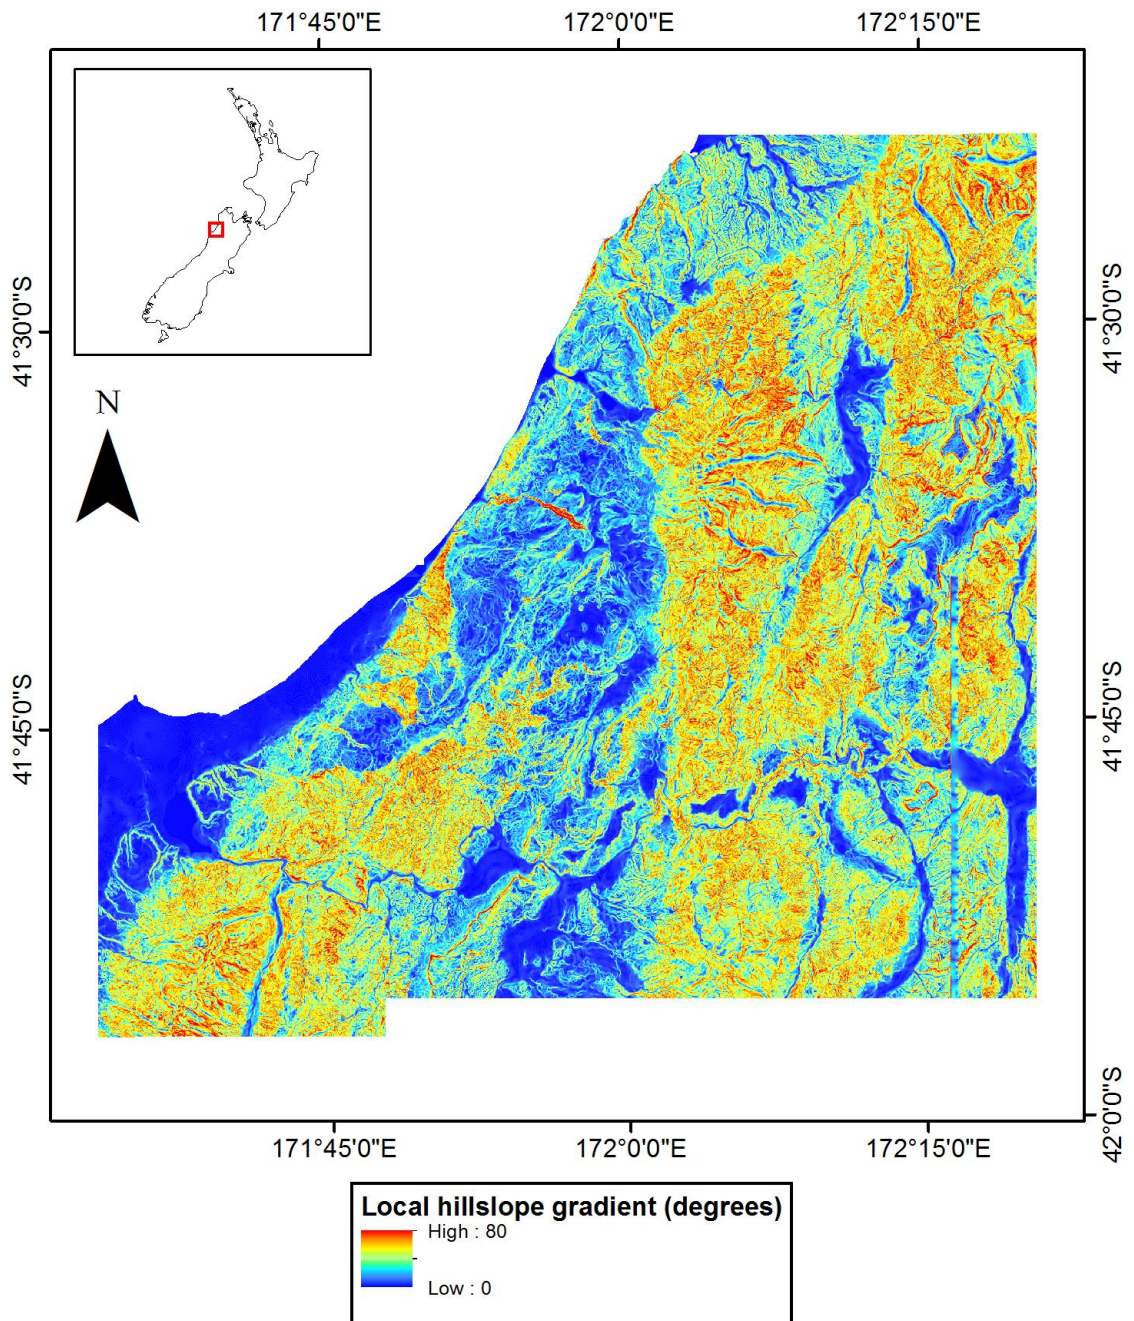 171°45'0"E 172°0'0"E 172°15'0"E
41°30'0"S
41°30'0"S
N
41°45'0"S
41°45'0"S
42°0'0"S
171°45'0"E 172°0'0"E 172°15'0"E
Local hillslope gradient (degrees)
High : 80
Low : 0